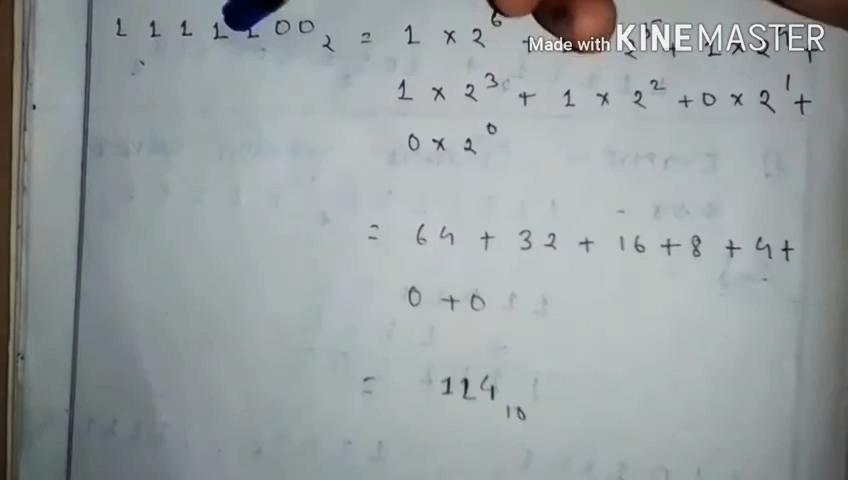 1111100₂ = 1 × 2⁶
Made with KINEMASTER
1 × 2³ + 1 × 2² + 0 × 2¹ +
0 × 2⁰
= 64 + 32 + 16 + 8 + 4 +
0 + 0
= 124₁₀